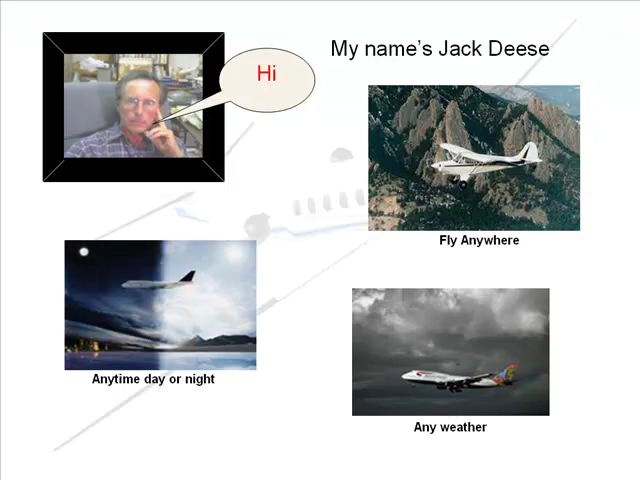 Hi
My name's Jack Deese
Fly Anywhere
Anytime day or night
Any weather